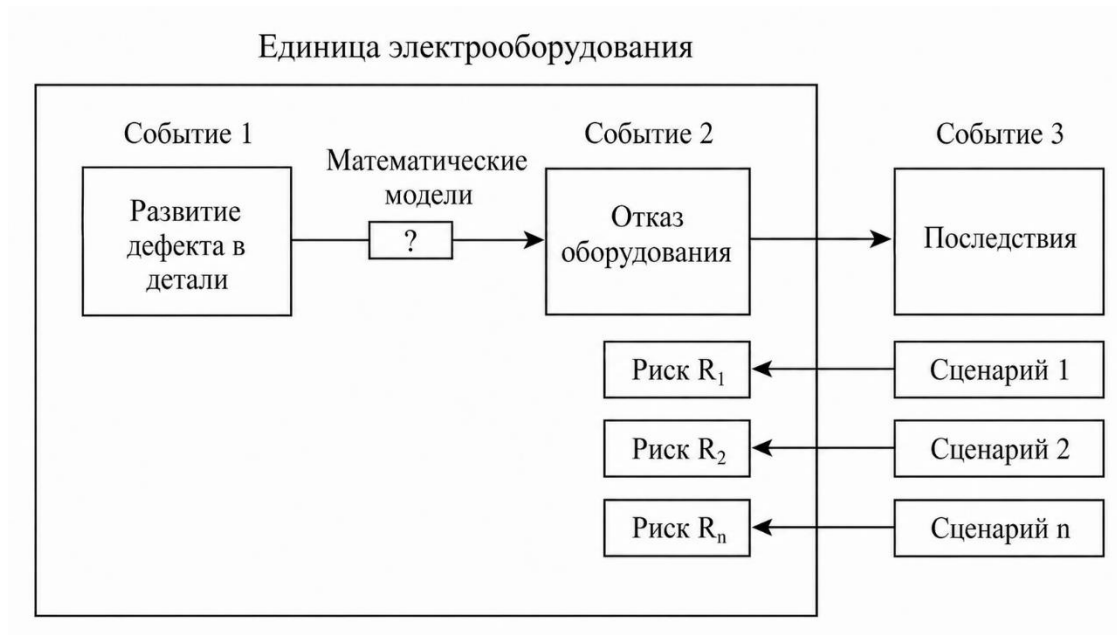 Единица электрооборудования
Событие 1
Событие 2
Событие 3
Математические
модели
Развитие
дефекта в
детали
?
Отказ
оборудования
Последствия
Риск R₁
Сценарий 1
Риск R₂
Сценарий 2
Риск Rₙ
Сценарий n